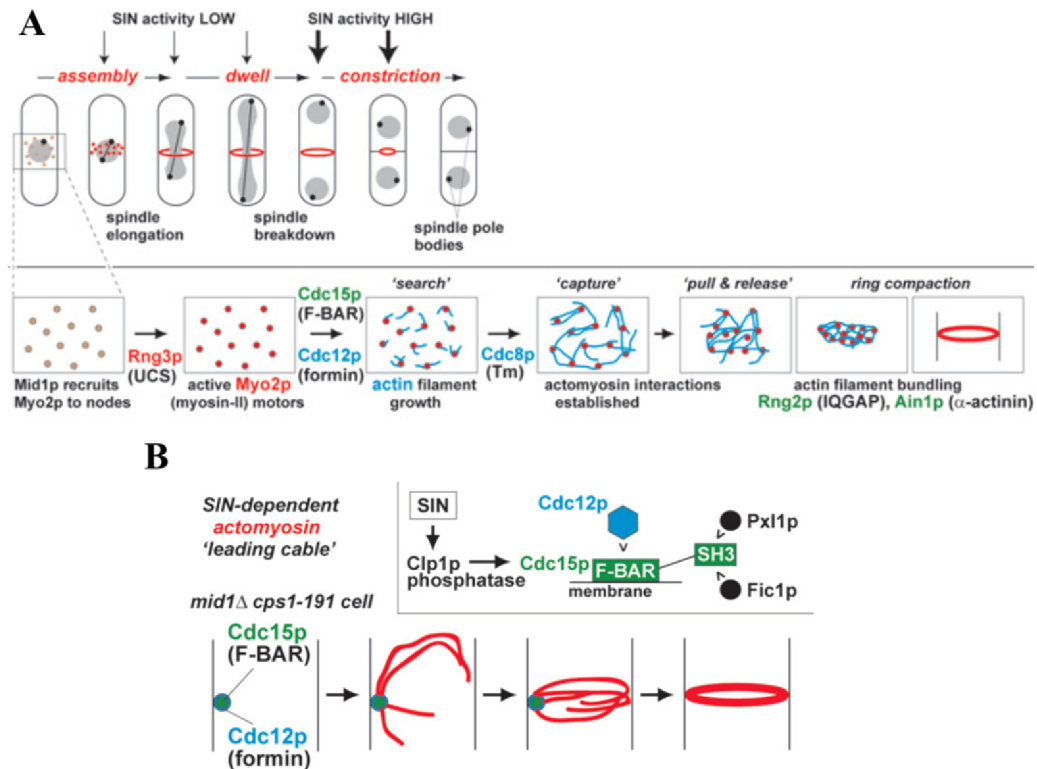 A
SIN activity LOW
SIN activity HIGH
assembly
dwell
constriction
spindle
elongation
spindle
breakdown
spindle pole
bodies
Mid1p recruits
Myo2p to nodes
Rng3p
(UCS)
active Myo2p
(myosin-II) motors
Cdc15p
(F-BAR)
Cdc12p
(formin)
'search'
actin filament
growth
Cdc8p
(Tm)
'capture'
actomyosin interactions
established
'pull & release'
ring compaction
actin filament bundling
Rng2p (IQGAP), Ain1p (α-actinin)
B
SIN-dependent
actomyosin
'leading cable'
mid1Δ cps1-191 cell
SIN
Clp1p
phosphatase
Cdc15p
Cdc12p
F-BAR
membrane
SH3
Pxl1p
Fic1p
Cdc15p
(F-BAR)
Cdc12p
(formin)